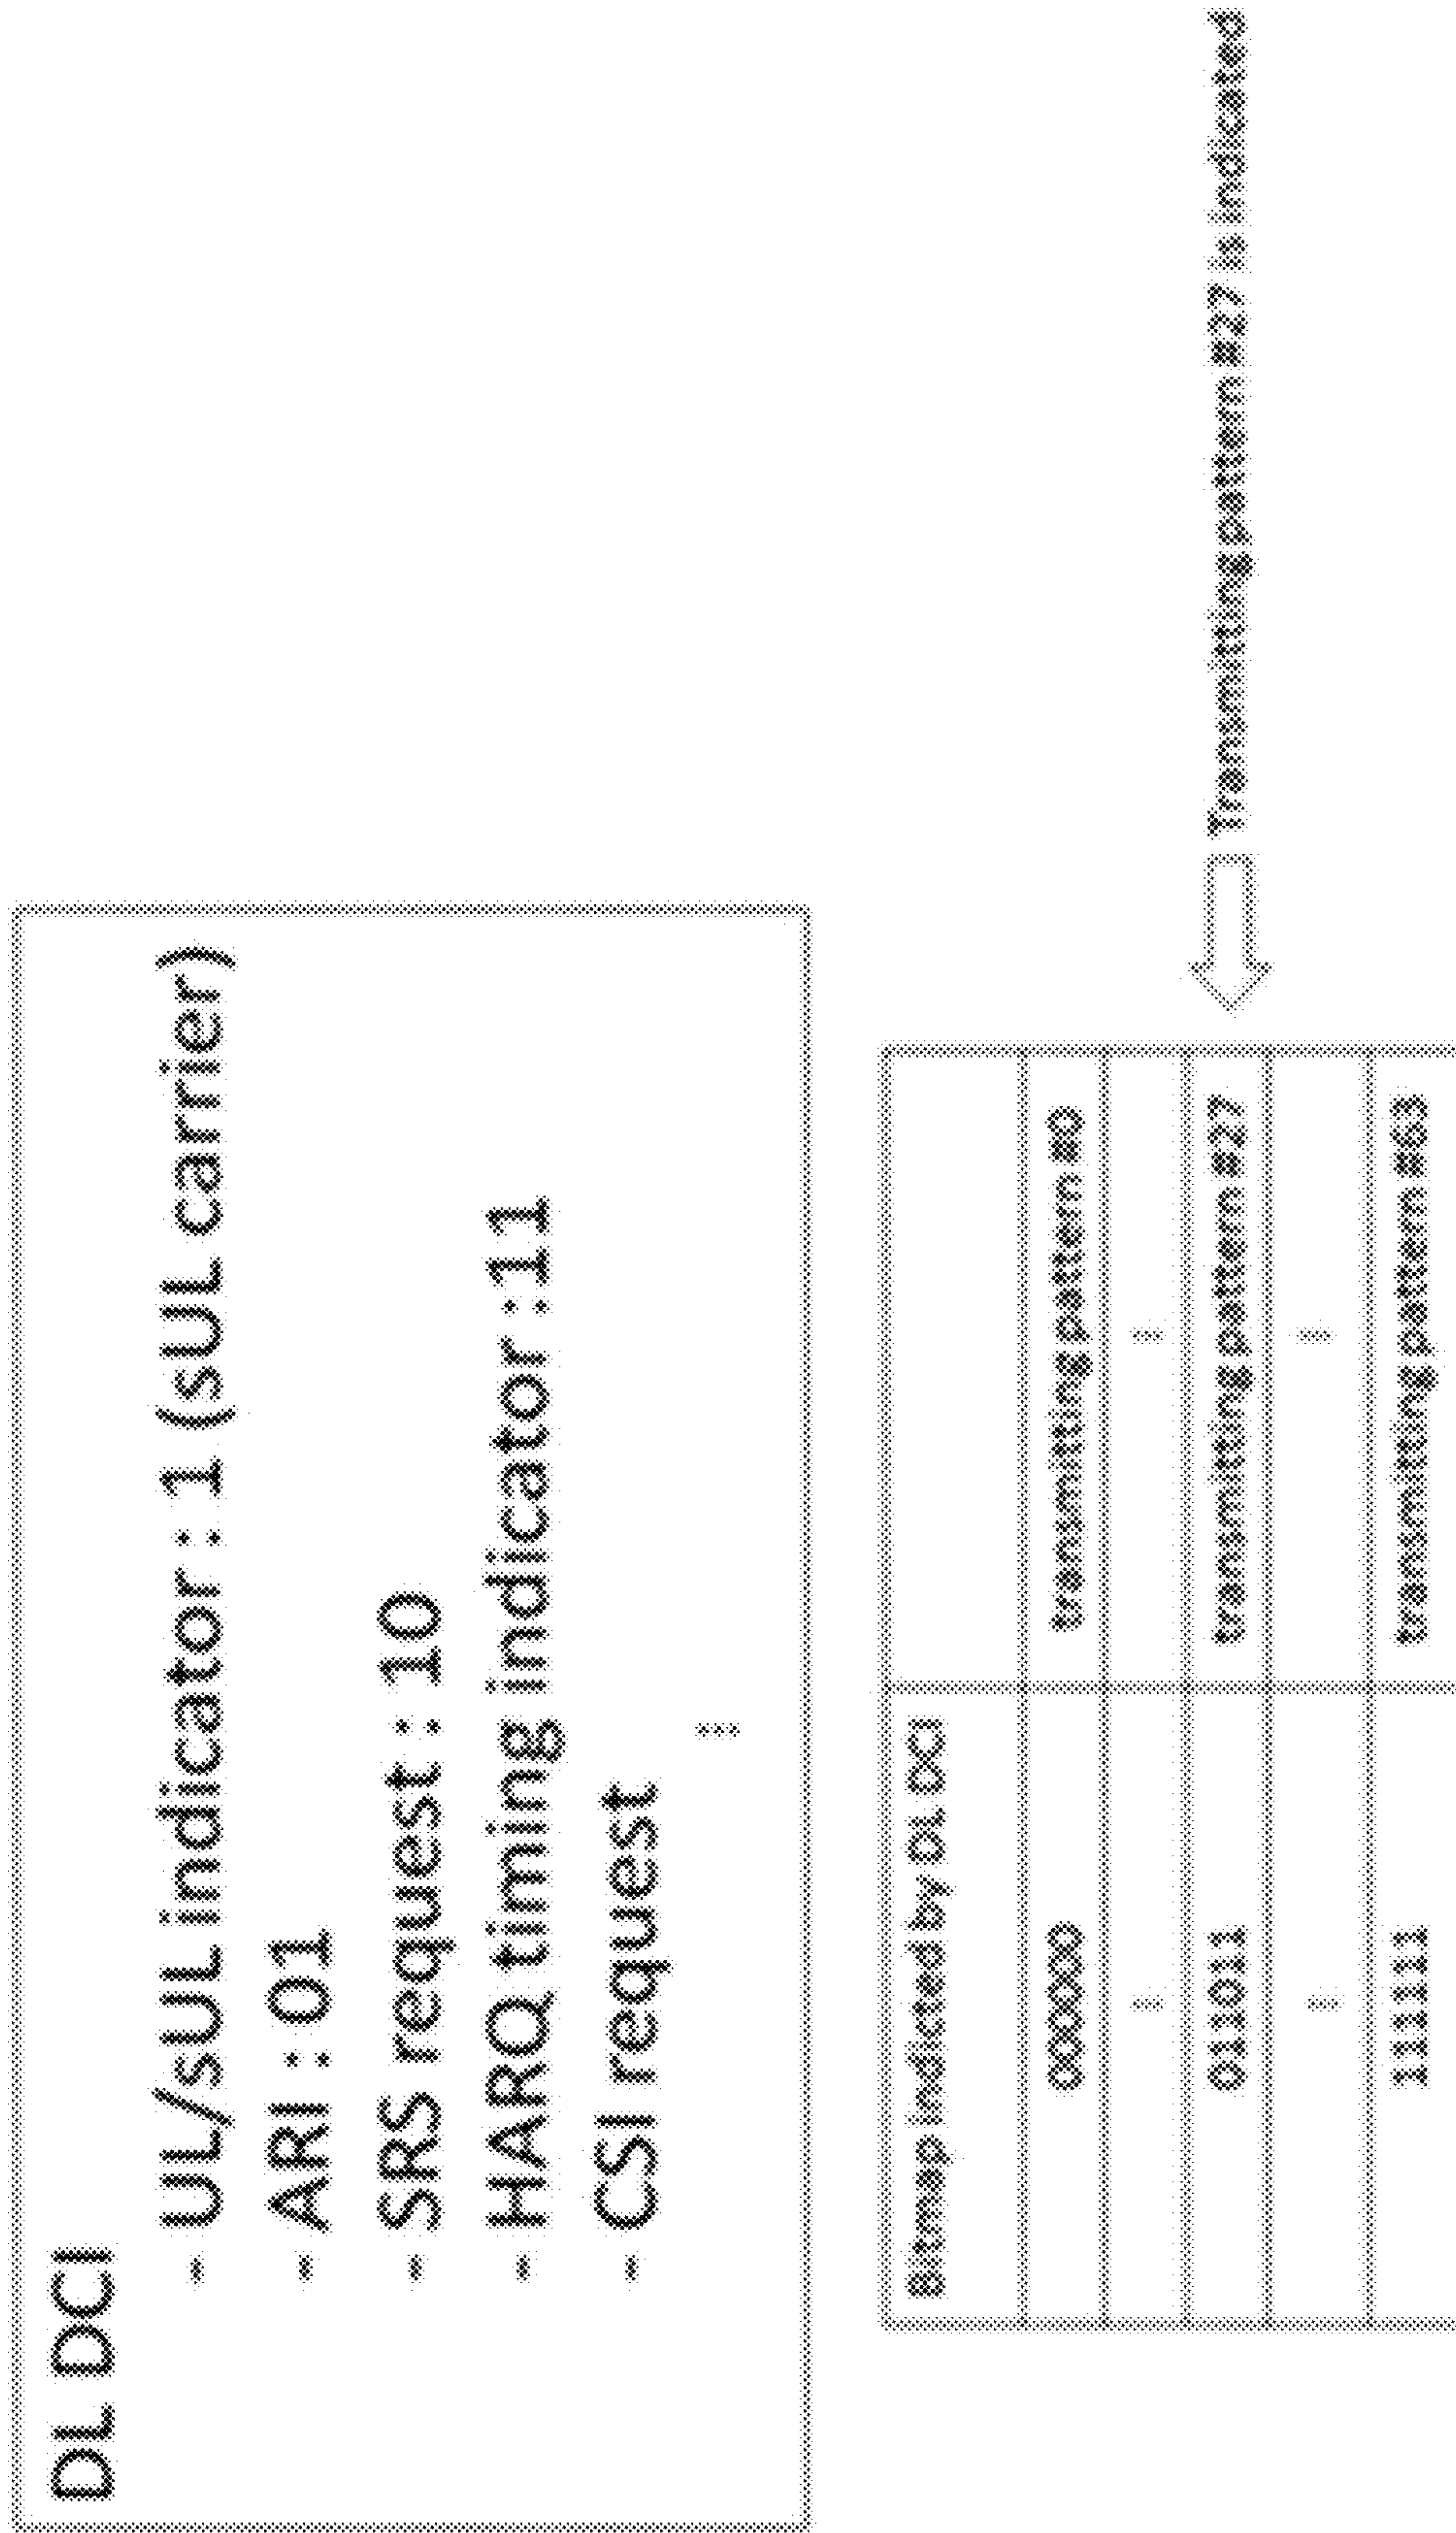 DL DCI
- UL/sUL indicator : 1 (sUL carrier)
- ARI : 01
- SRS request : 10
- HARQ timing indicator :11
- CSI request
...
Bitmap indicted by DL DCI
000000 transmitting pattern #0
... ...
011011 transmitting pattern #27
Transmitting pattern #27 is indicated
... ...
111111 transmitting pattern #63